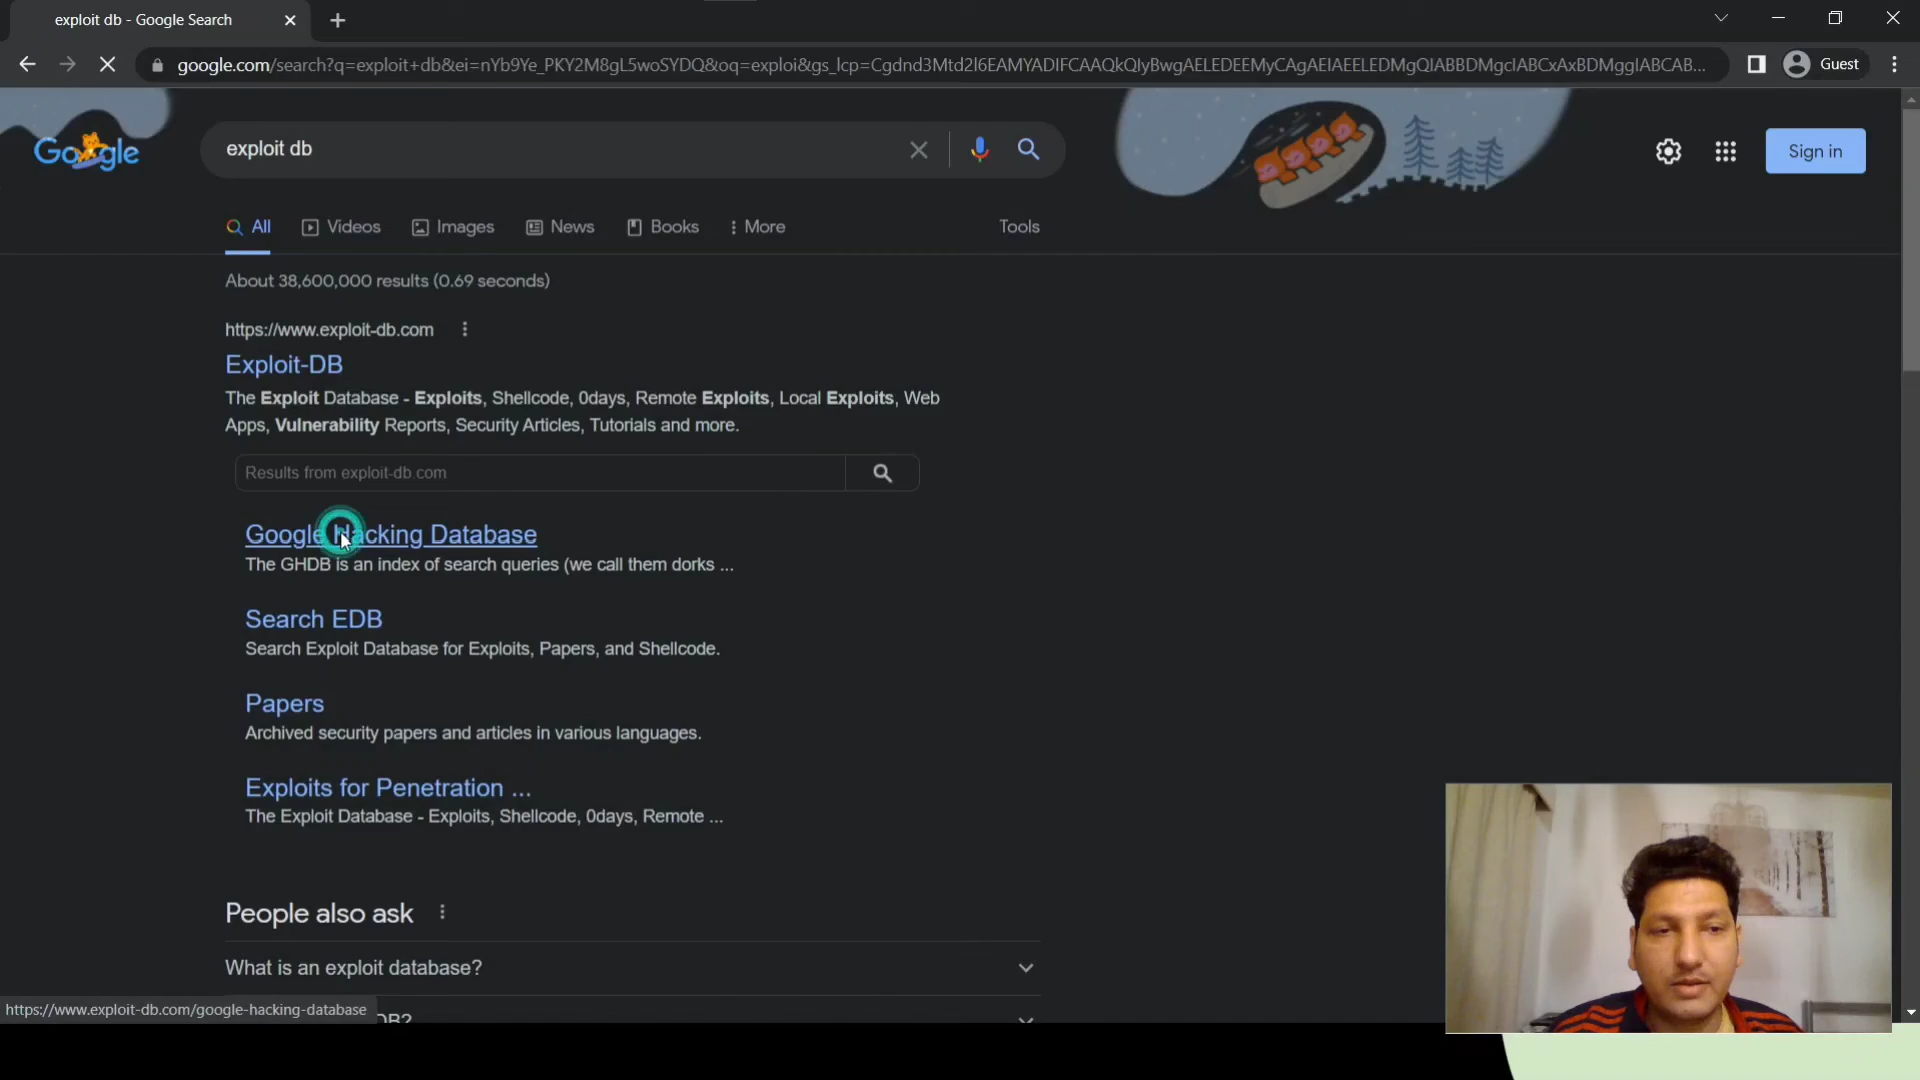 exploit db - Google Search
google.com/search?q=exploit+db&ei=nYb9Ye_PKY2M8gL5woSYDQ&oq=exploi&gs_lcp=Cgdnd3Mtd2l6EAMYADIFCAAQkQIyBwgAELEDEEMyCAgAEIAEELEDMgQIABBDMgcIABCxAxBDMggIABCAB...
Guest
Google
exploit db
Sign in
All
Videos
Images
News
Books
More
Tools
About 38,600,000 results (0.69 seconds)
https://www.exploit-db.com
Exploit-DB
The Exploit Database - Exploits, Shellcode, 0days, Remote Exploits, Local Exploits, Web
Apps, Vulnerability Reports, Security Articles, Tutorials and more.
Results from exploit-db.com
Google Hacking Database
The GHDB is an index of search queries (we call them dorks ...
Search EDB
Search Exploit Database for Exploits, Papers, and Shellcode.
Papers
Archived security papers and articles in various languages.
Exploits for Penetration ...
The Exploit Database - Exploits, Shellcode, 0days, Remote ...
People also ask
What is an exploit database?
https://www.exploit-db.com/google-hacking-database
DB?